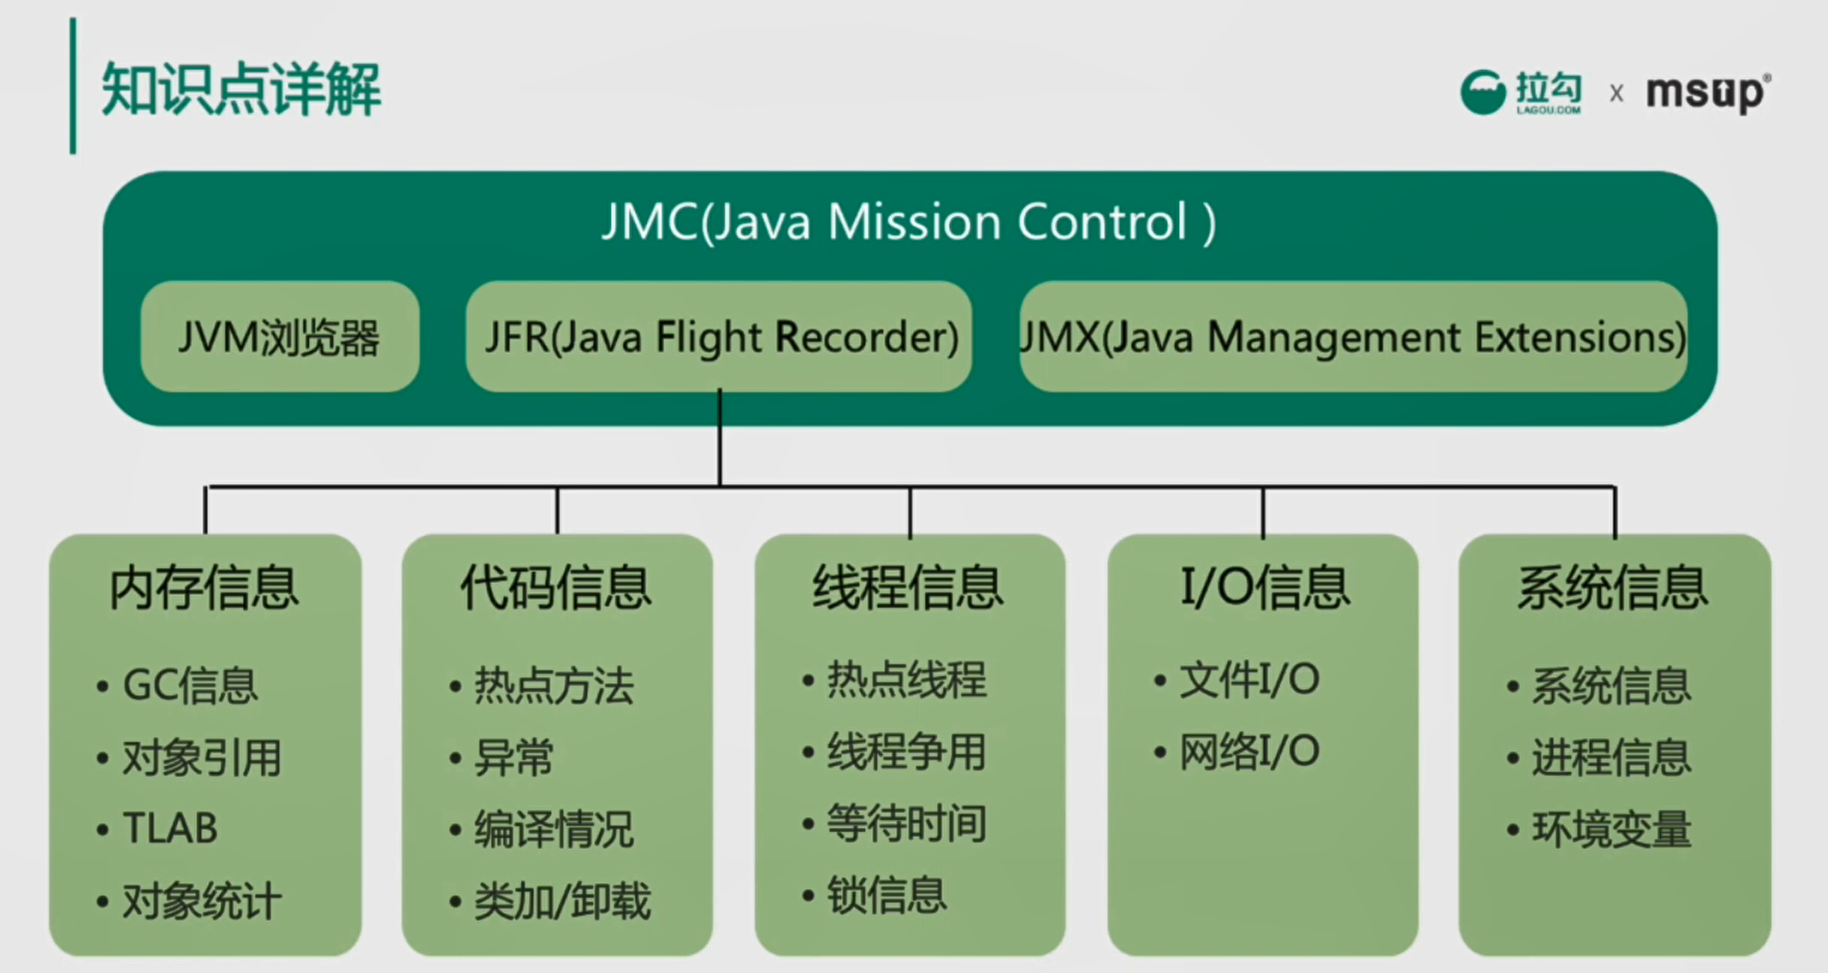 知识点详解
拉勾
LAGOU.COM
x
msup®
JMC(Java Mission Control )
JVM浏览器
JFR(Java Flight Recorder)
JMX(Java Management Extensions)
内存信息
• GC信息
• 对象引用
• TLAB
• 对象统计
代码信息
• 热点方法
• 异常
• 编译情况
• 类加/卸载
线程信息
• 热点线程
• 线程争用
• 等待时间
• 锁信息
I/O信息
• 文件I/O
• 网络I/O
系统信息
• 系统信息
• 进程信息
• 环境变量